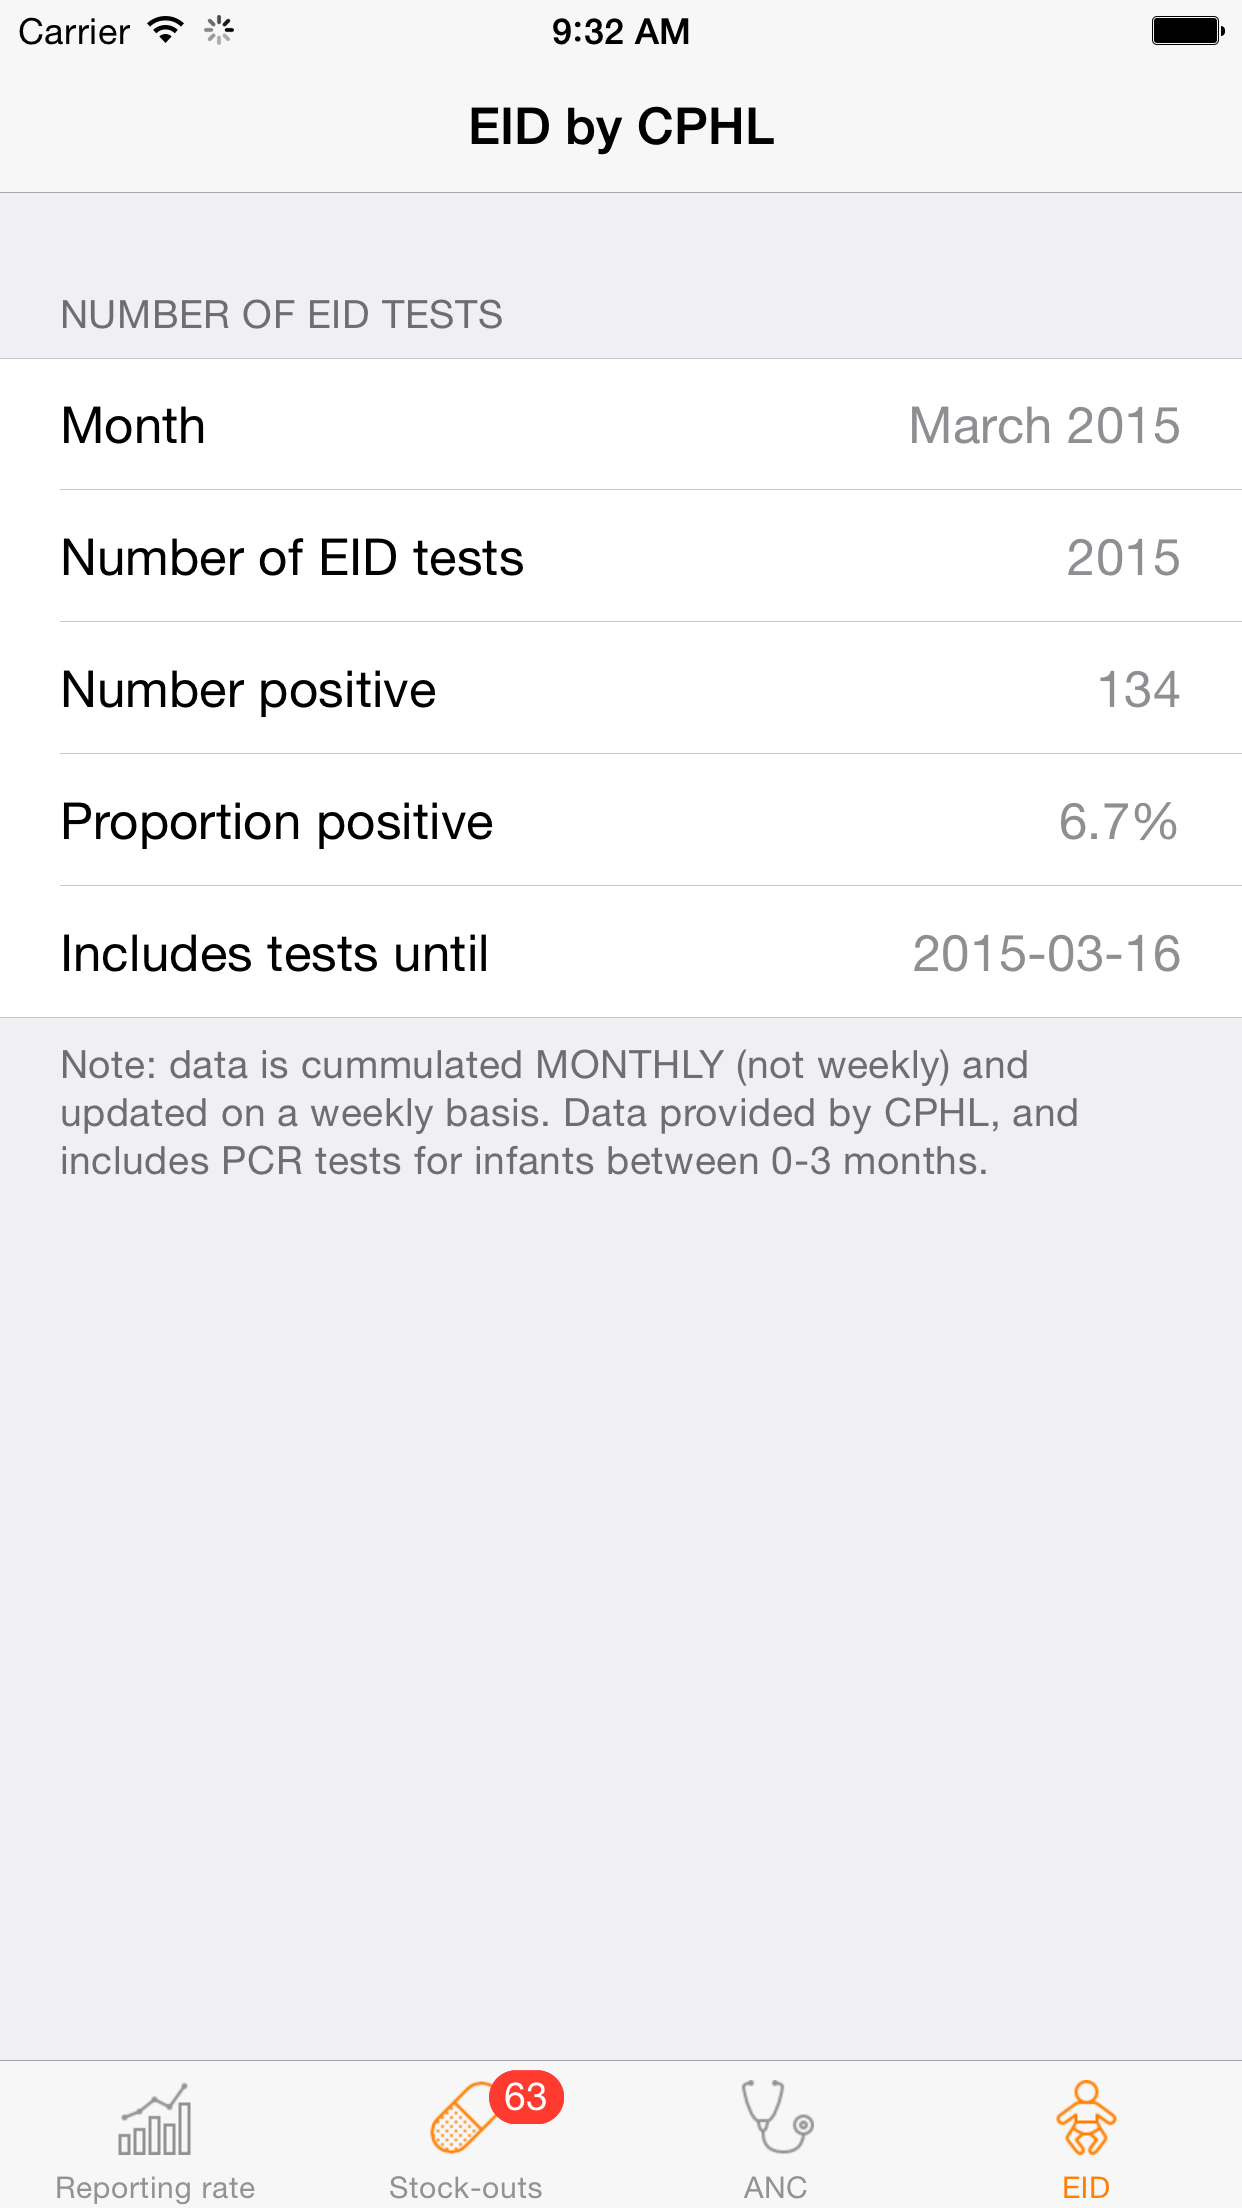 Carrier 9:32 AM
EID by CPHL
NUMBER OF EID TESTS
Month March 2015
Number of EID tests 2015
Number positive 134
Proportion positive 6.7%
Includes tests until 2015-03-16
Note: data is cummulated MONTHLY (not weekly) and
updated on a weekly basis. Data provided by CPHL, and
includes PCR tests for infants between 0-3 months.
63
Reporting rate Stock-outs ANC EID